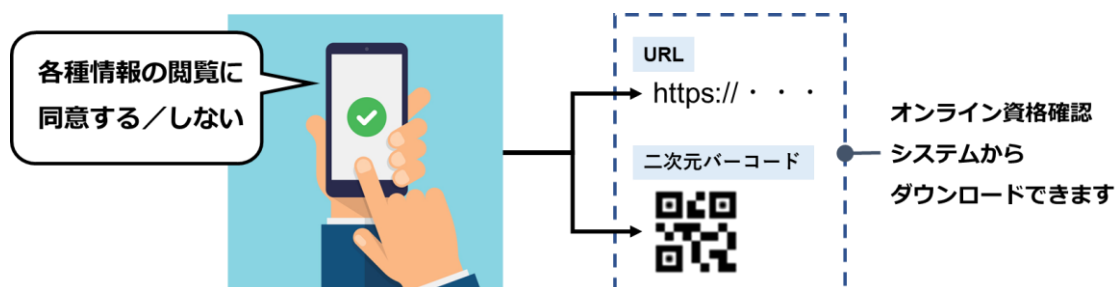 各種情報の閲覧に
同意する／しない
URL
https://・・・
二次元バーコード
オンライン資格確認
システムから
ダウンロードできます